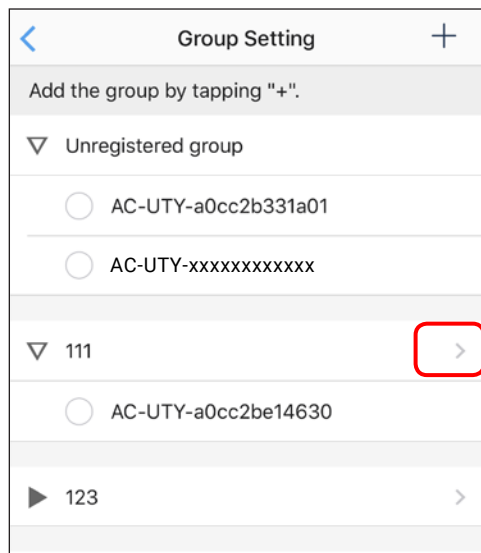 Group Setting
Add the group by tapping "+".
Unregistered group
AC-UTY-a0cc2b331a01
AC-UTY-xxxxxxxxxxxx
111
AC-UTY-a0cc2be14630
123